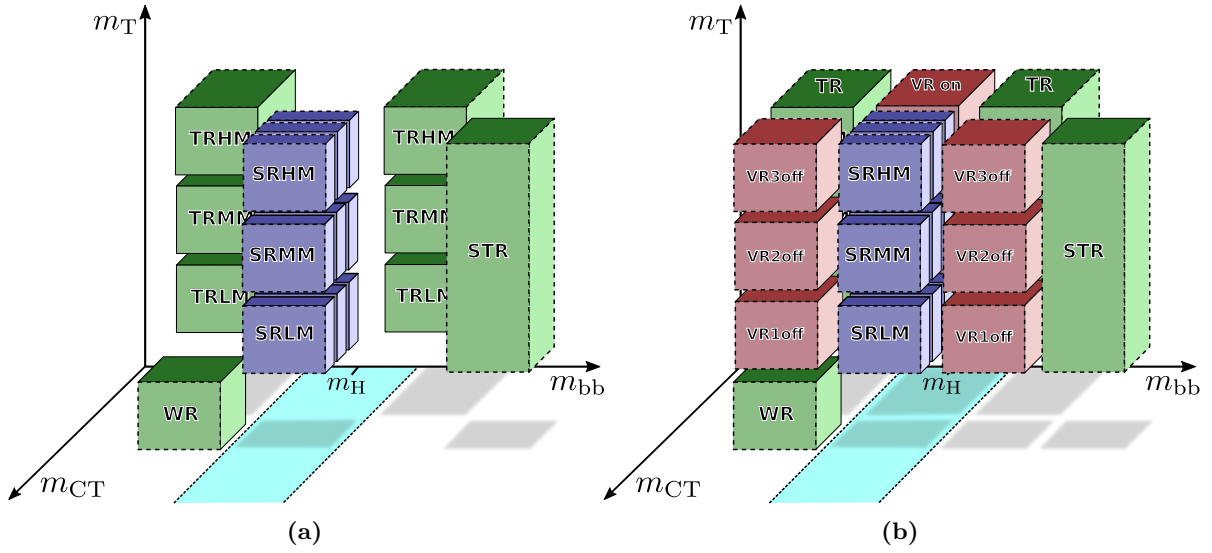 m_T
TRHM TRHM
SRHM
TRMM TRMM
SRMM STR
TRLM TRLM
SRLM
m_H m_bb
WR
m_CT
(a)
m_T
TR VR on TR
VR3off SRHM VR3off
VR2off SRMM VR2off STR
VR1off SRLM VR1off
m_H m_bb
WR
m_CT
(b)